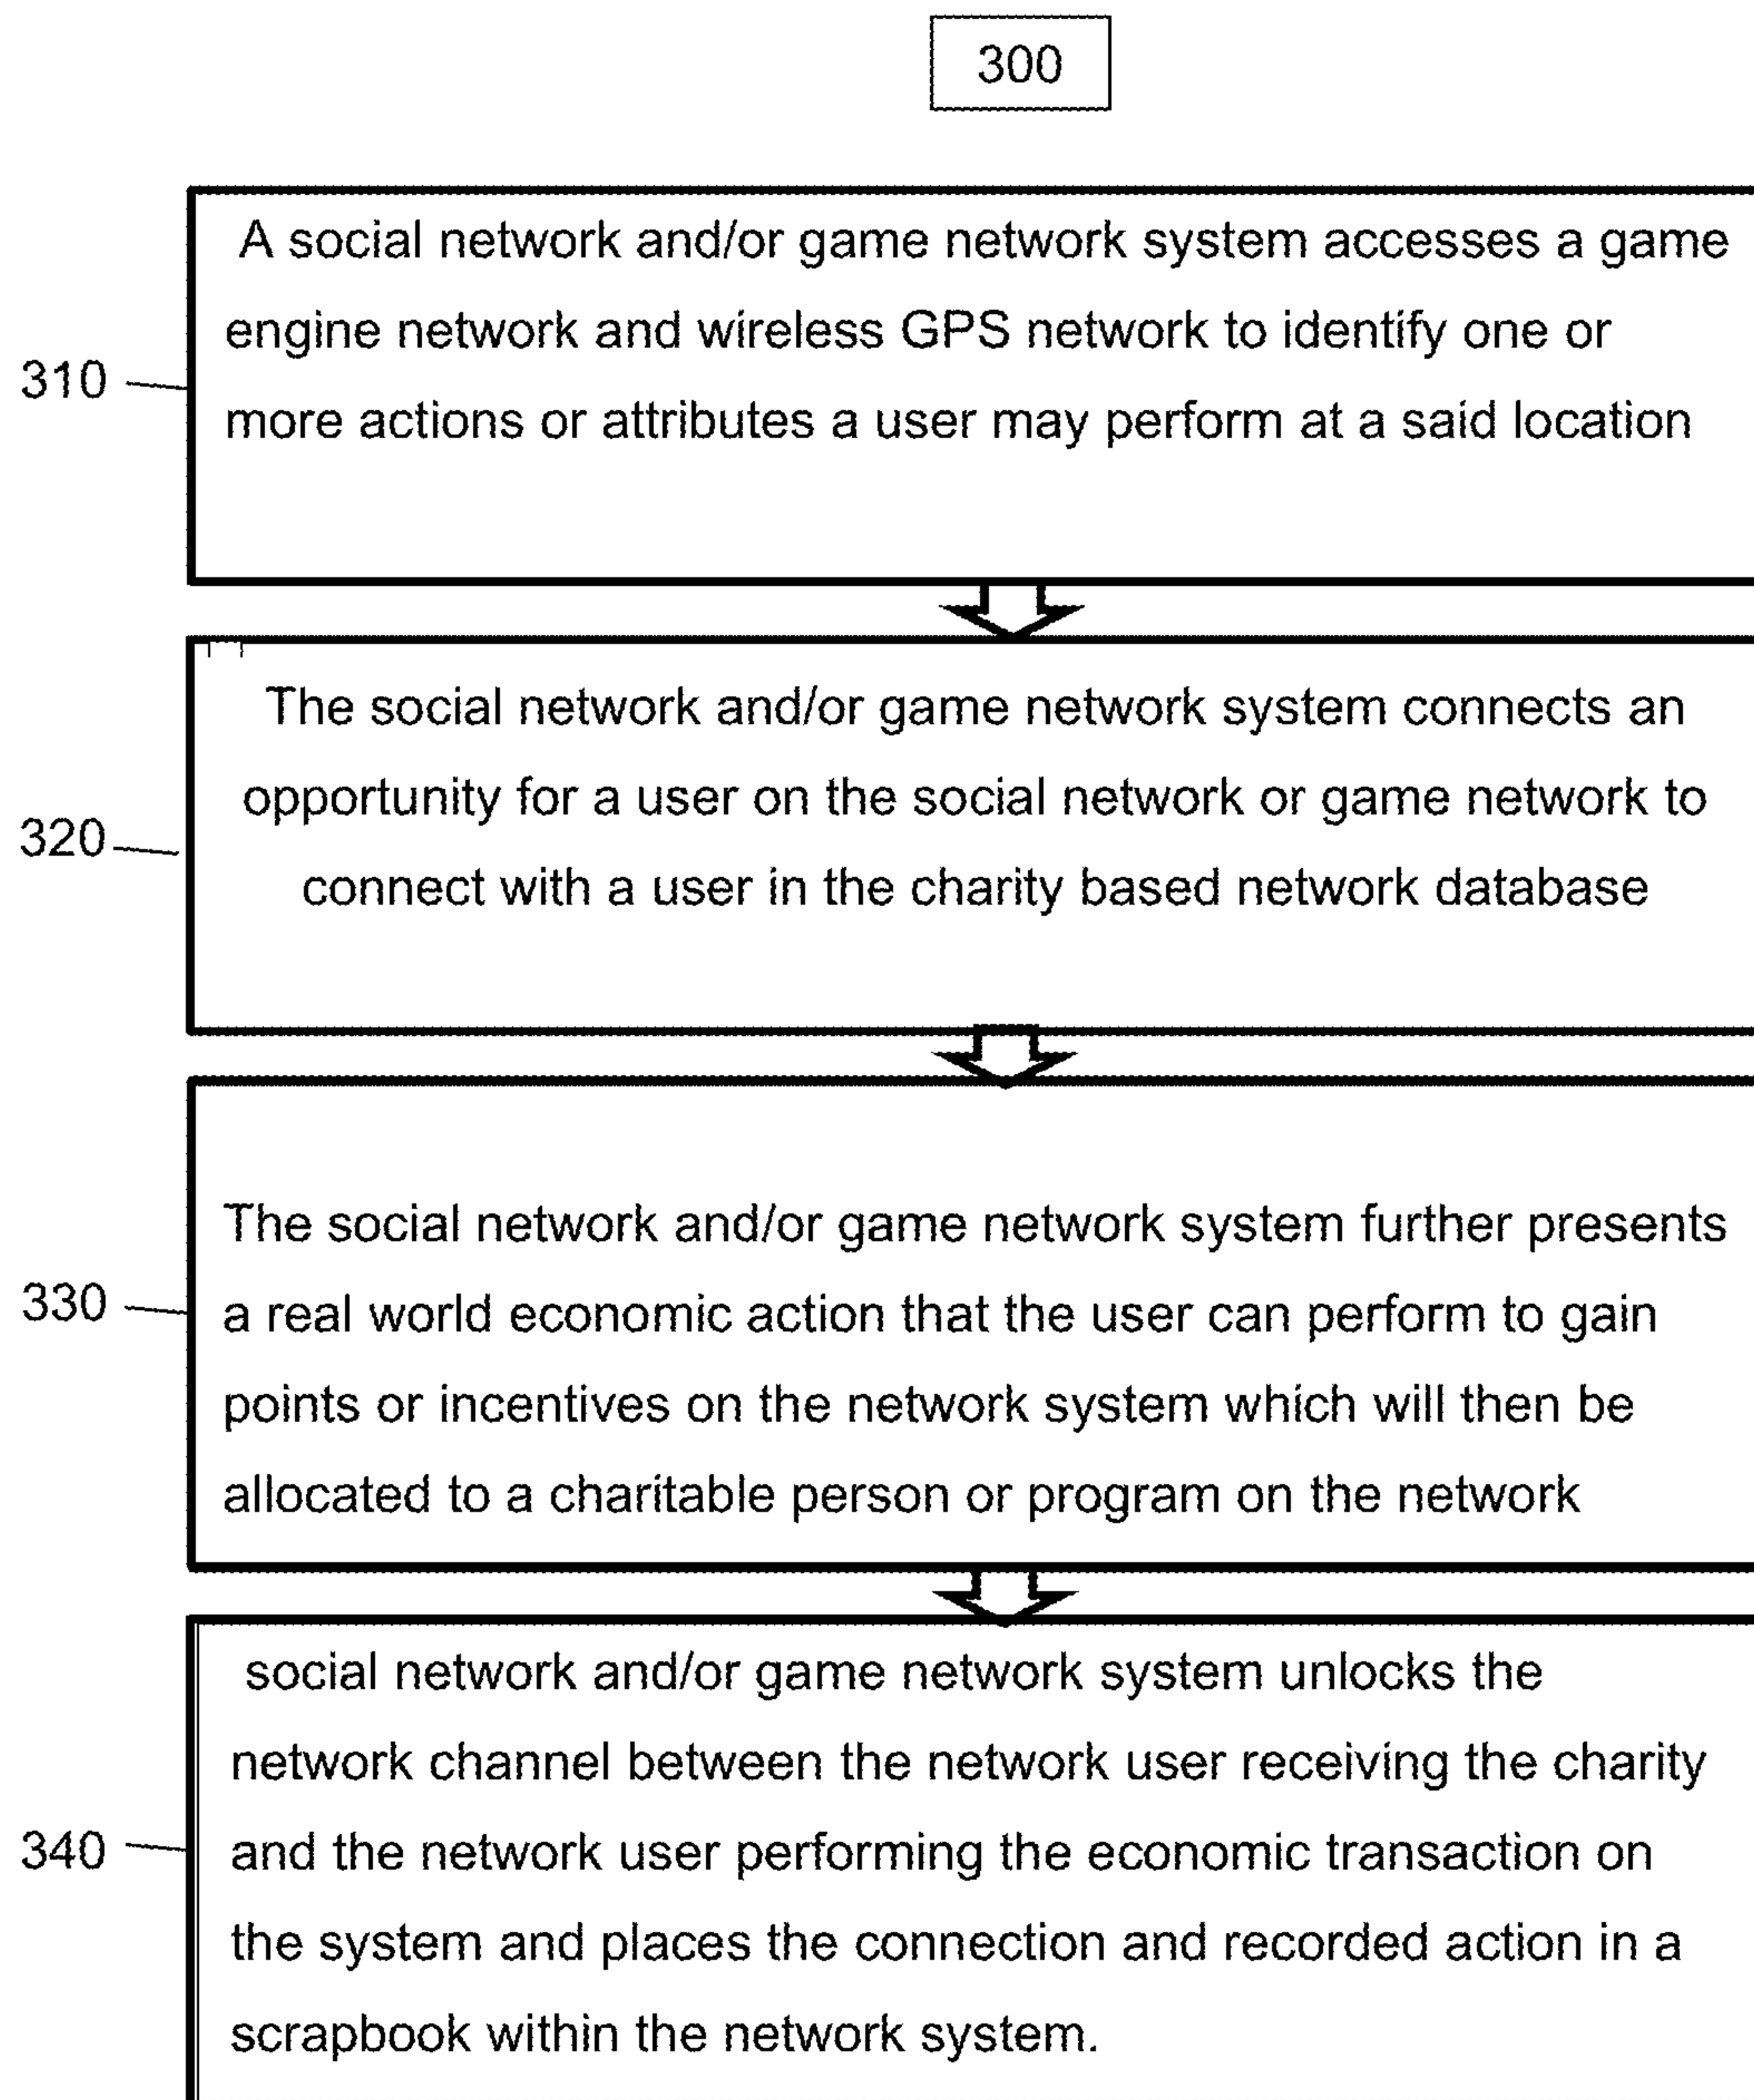 300
A social network and/or game network system accesses a game
engine network and wireless GPS network to identify one or
310
more actions or attributes a user may perform at a said location
The social network and/or game network system connects an
opportunity for a user on the social network or game network to
320
connect with a user in the charity based network database
The social network and/or game network system further presents
330
a real world economic action that the user can perform to gain
points or incentives on the network system which will then be
allocated to a charitable person or program on the network
social network and/or game network system unlocks the
network channel between the network user receiving the charity
340
and the network user performing the economic transaction on
the system and places the connection and recorded action in a
scrapbook within the network system.